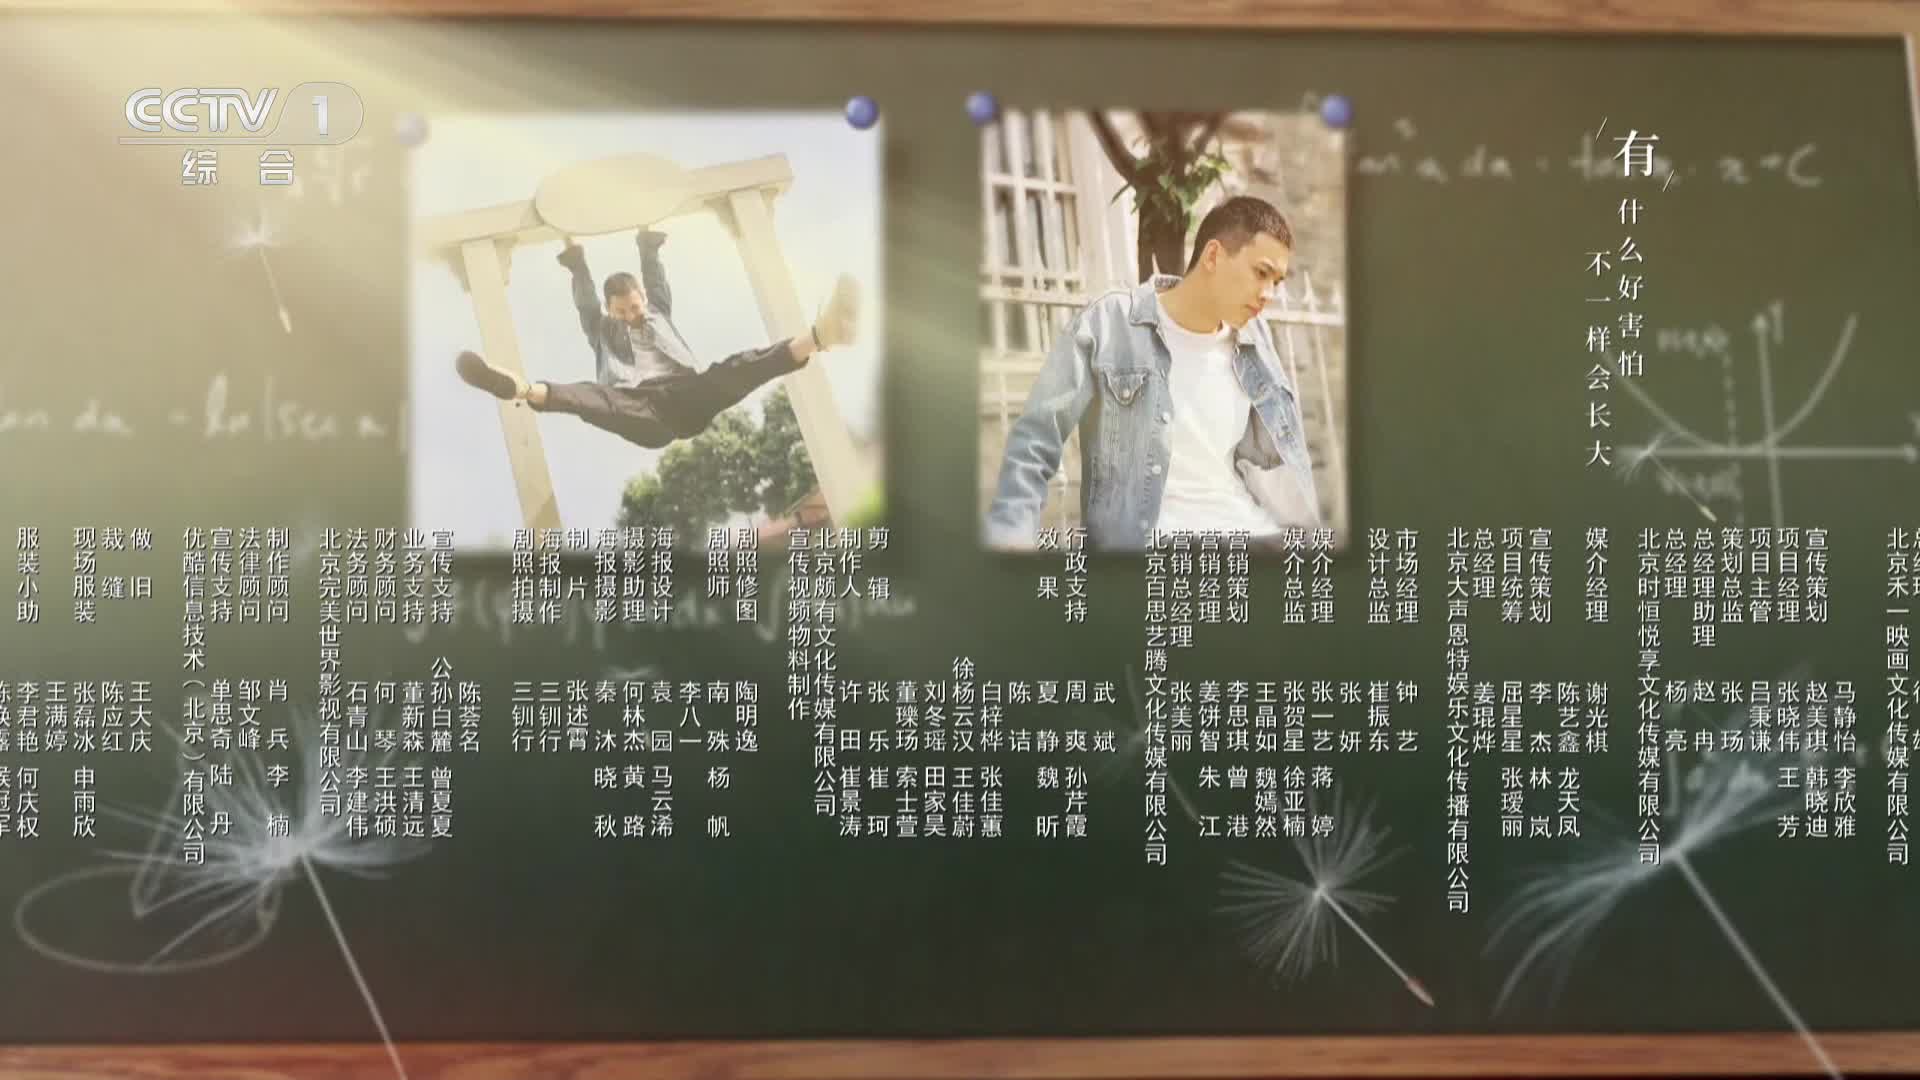 CCTV 1
综合
有
什么好害怕
不一样会长大
北京禾一映画文化传媒有限公司
马静怡 李欣雅
宣传策划 赵美琪 韩晓迪
项目经理 张晓伟 王芳
项目主管 吕秉谦
策划总监 张玚
总经理助理 赵冉
总经理 杨亮
北京时恒悦享文化传媒有限公司
媒介经理 谢光棋
陈艺鑫 龙天凤
宣传策划 李杰 林岚
项目统筹 屈星星 张瑷丽
总经理 姜琨烨
北京大声恩特娱乐文化传播有限公司
市场经理 钟艺
设计总监 崔振东
张妍
媒介经理 张一艺 蒋婷
媒介总监 张贺星 徐亚楠
王晶如 魏嫣然
营销策划 李思琪 曾港
营销经理 姜饼智 朱江
营销总经理 张美丽
北京百思艺腾文化传媒有限公司
武斌
行政支持 周爽 孙芹霞
效果 夏静 魏昕
陈诘
白梓桦 张佳蕙
徐杨云汉 王佳蔚
刘冬瑶 田家昊
董瓅玚 索士萱
剪辑 张乐 崔珂
制作人 许田 崔景涛
北京颇有文化传媒有限公司
宣传视频物料制作
剧照修图 陶明逸
剧照师 南殊 杨帆
李八一
海报设计 袁园 马云浠
摄影助理 何林杰 黄路
海报摄影 秦沐 晓秋
制片 张述霄
海报制作 三钏行
剧照拍摄 三钏行
陈荟名
宣传支持 公孙白麓 曾夏夏
业务支持 董新森 王清远
财务顾问 何琴 王洪硕
法务顾问 石青山 李建伟
北京完美世界影视有限公司
制作顾问 肖兵 李楠
法律顾问 邹文峰
宣传支持 单思奇 陆丹
优酷信息技术（北京）有限公司
做旧 王大庆
裁缝 陈应红
现场服装 张磊冰 申雨欣
王满婷
服装小助 李君艳 何庆权